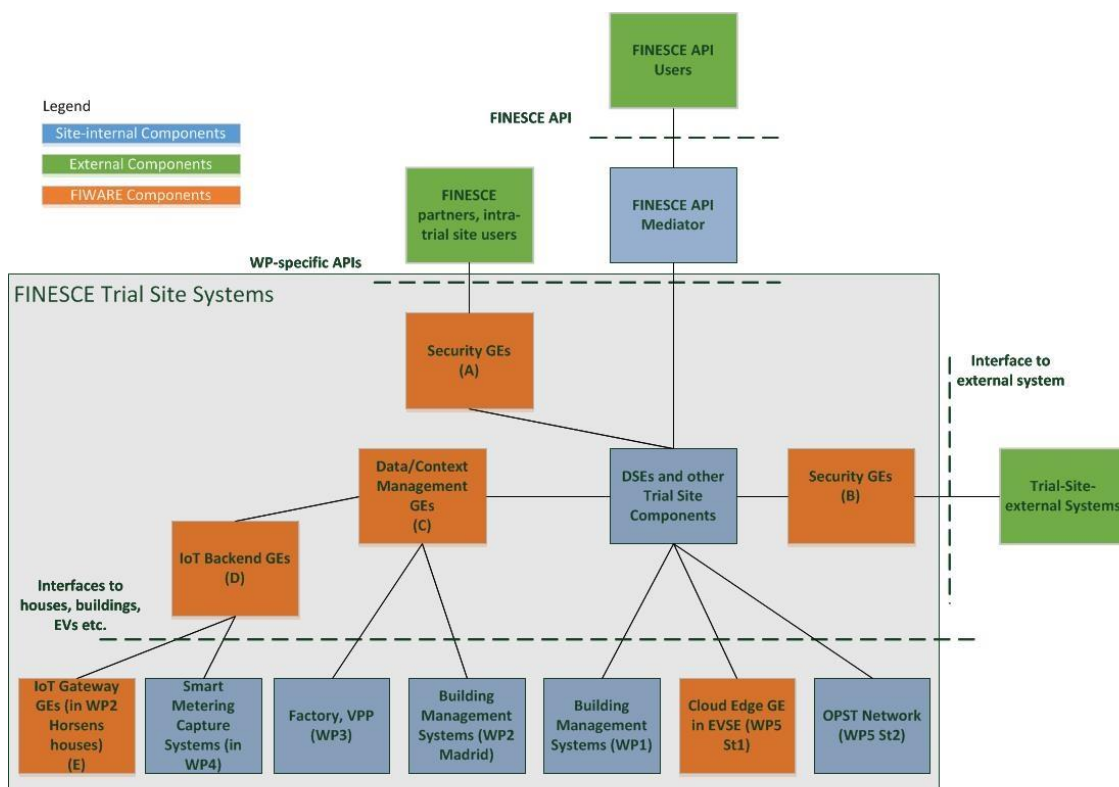 FINESCE API
Users
Legend
FINESCE API
Site-internal Components
External Components
FIWARE Components
FINESCE
partners, intra-
trial site users
FINESCE API
Mediator
WP-specific APIs
FINESCE Trial Site Systems
Security GEs
(A)
Interface to
external system
Data/Context
Management
GEs
(C)
DSEs and other
Trial Site
Components
Security GEs
(B)
Trial-Site-
external Systems
IoT Backend GEs
(D)
Interfaces to
houses, buildings,
EVs etc.
IoT Gateway
GEs (in WP2
Horsens
houses)
(E)
Smart
Metering
Capture
Systems (in
WP4)
Factory, VPP
(WP3)
Building
Management
Systems (WP2
Madrid)
Building
Management
Systems (WP1)
Cloud Edge GE
in EVSE (WP5
St1)
OPST Network
(WP5 St2)